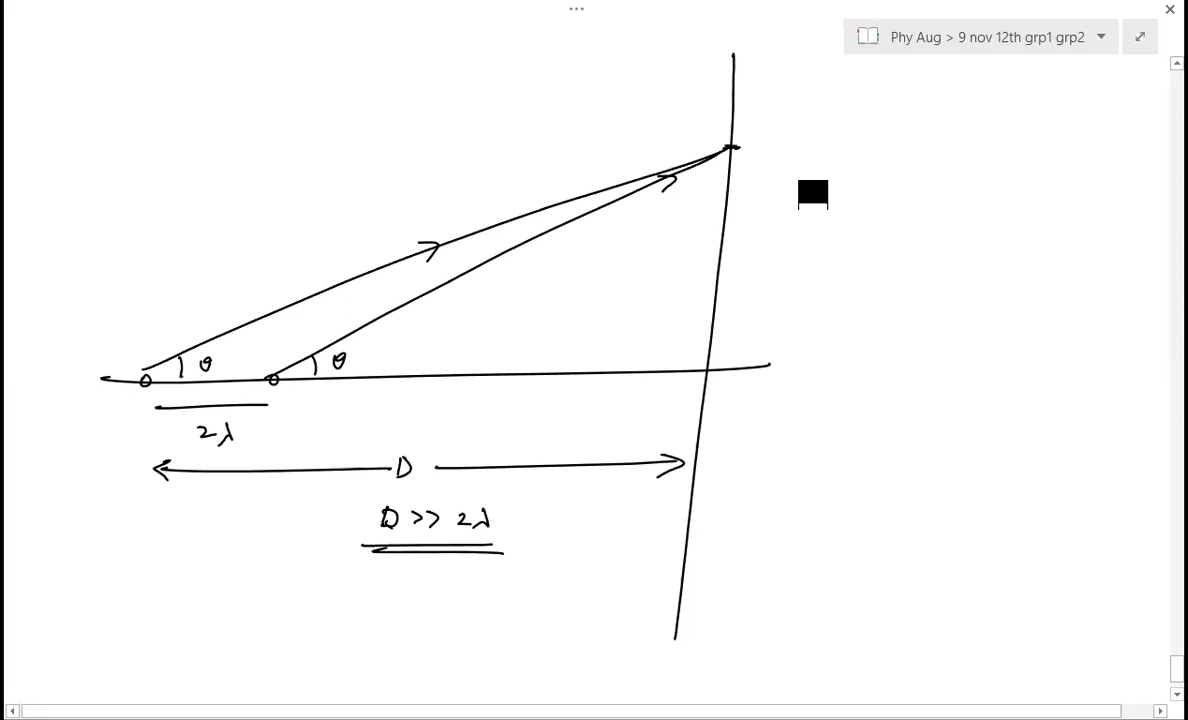 Phy Aug > 9 nov 12th grp1 grp2
θ θ
2λ
D
D >> 2λ